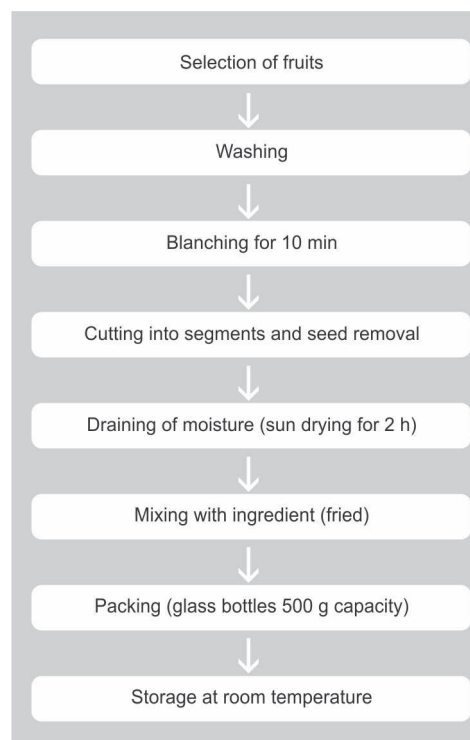 Selection of fruits
Washing
Blanching for 10 min
Cutting into segments and seed removal
Draining of moisture (sun drying for 2 h)
Mixing with ingredient (fried)
Packing (glass bottles 500 g capacity)
Storage at room temperature